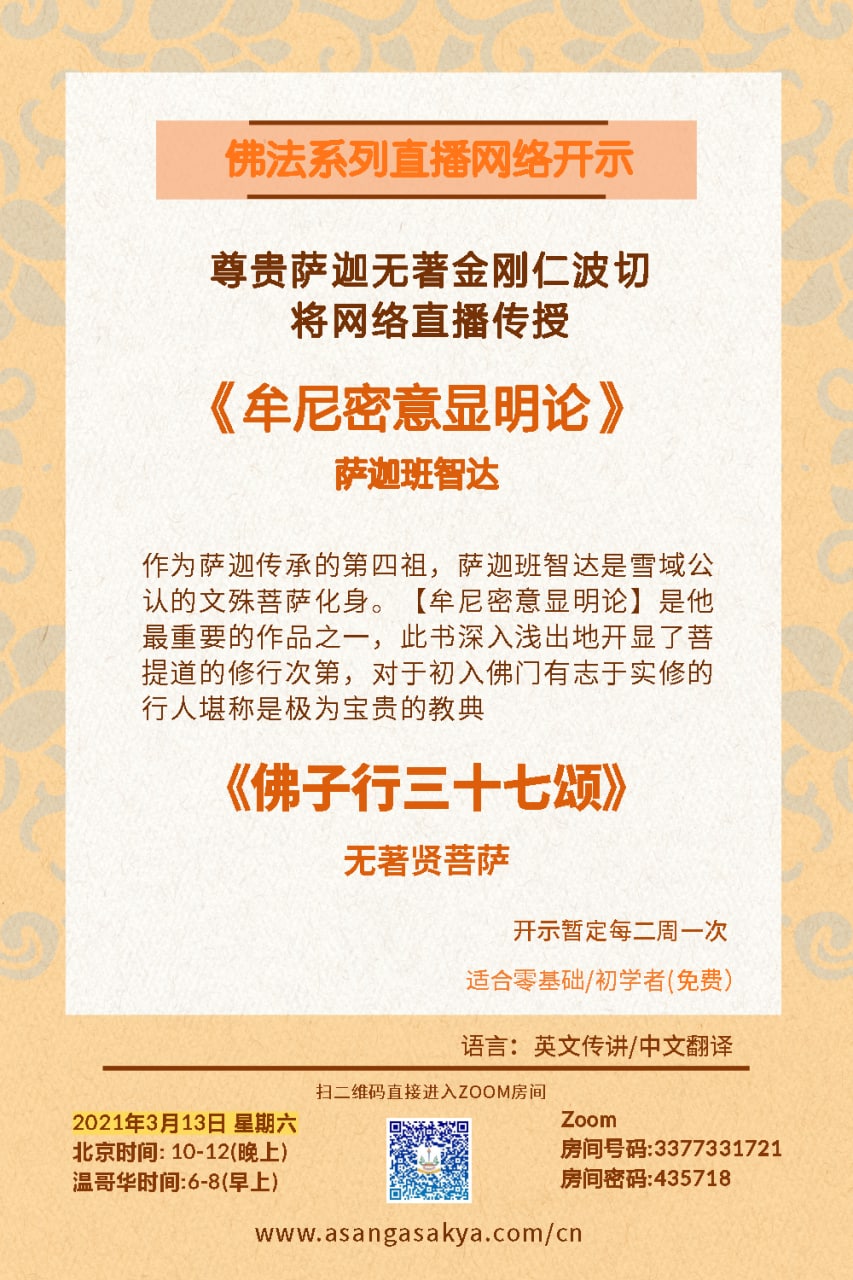 佛法系列直播网络开示
尊贵萨迦无著金刚仁波切
将网络直播传授
《牟尼密意显明论》
萨迦班智达
作为萨迦传承的第四祖，萨迦班智达是雪域公
认的文殊菩萨化身。【牟尼密意显明论】是他
最重要的作品之一，此书深入浅出地开显了菩
提道的修行次第，对于初入佛门有志于实修的
行人堪称是极为宝贵的教典
《佛子行三十七颂》
无著贤菩萨
开示暂定每二周一次
适合零基础/初学者(免费）
语言：英文传讲/中文翻译
扫二维码直接进入ZOOM房间
2021年3月13日 星期六
北京时间: 10-12(晚上)
温哥华时间:6-8(早上)
Zoom
房间号码:3377331721
房间密码:435718
www.asangasakya.com/cn